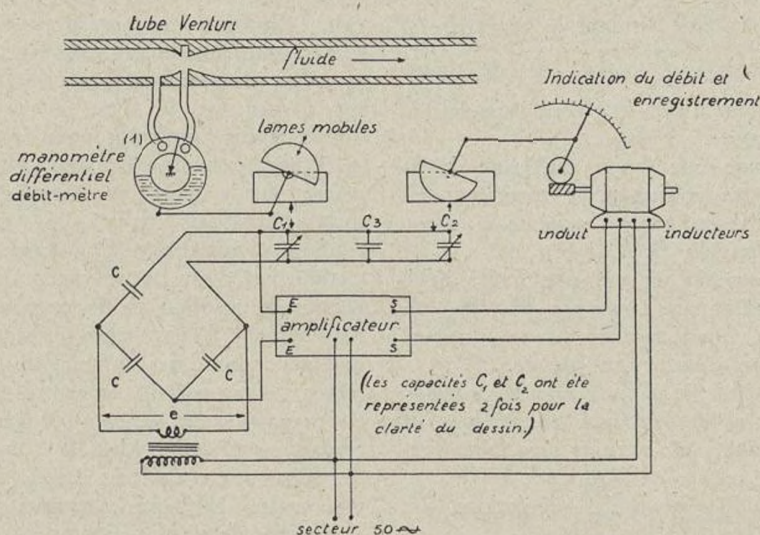 tube Venturi
fluide
Indication du débit et
enregistrement
(1)
lames mobiles
manomètre
différentiel
débit-mètre
C1
C3
C2
induit
inducteurs
C
E
S
amplificateur
E
S
C
C
e
(les capacités C1 et C2 ont été
représentées 2 fois pour la
clarté du dessin.)
secteur 50